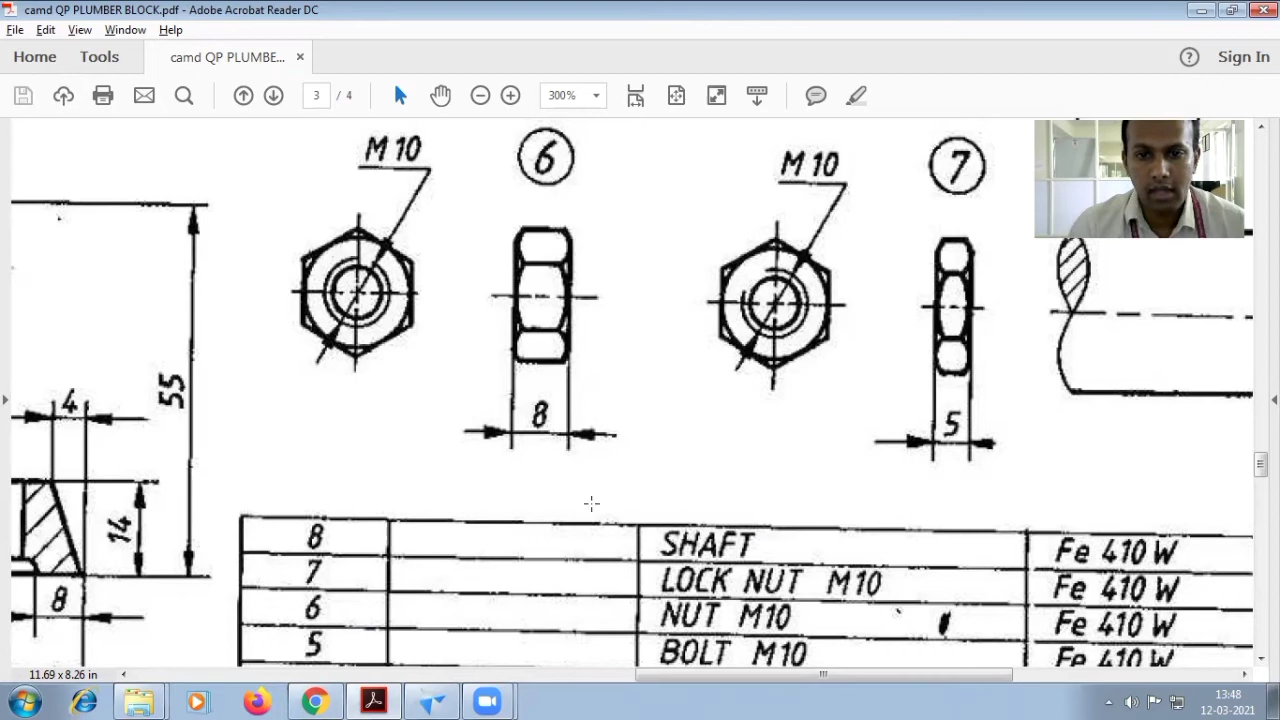 camd QP PLUMBER BLOCK.pdf - Adobe Acrobat Reader DC
File Edit View Window Help
Home Tools camd QP PLUMBE... × ? Sign In
3 / 4 300%
M 10 6 M 10 7
55
4
8 5
14
8
8 SHAFT Fe 410 W
7 LOCK NUT M10 Fe 410 W
6 NUT M10 Fe 410 W
5 BOLT M10 Fe 410 W
11.69 x 8.26 in
13:48
12-03-2021